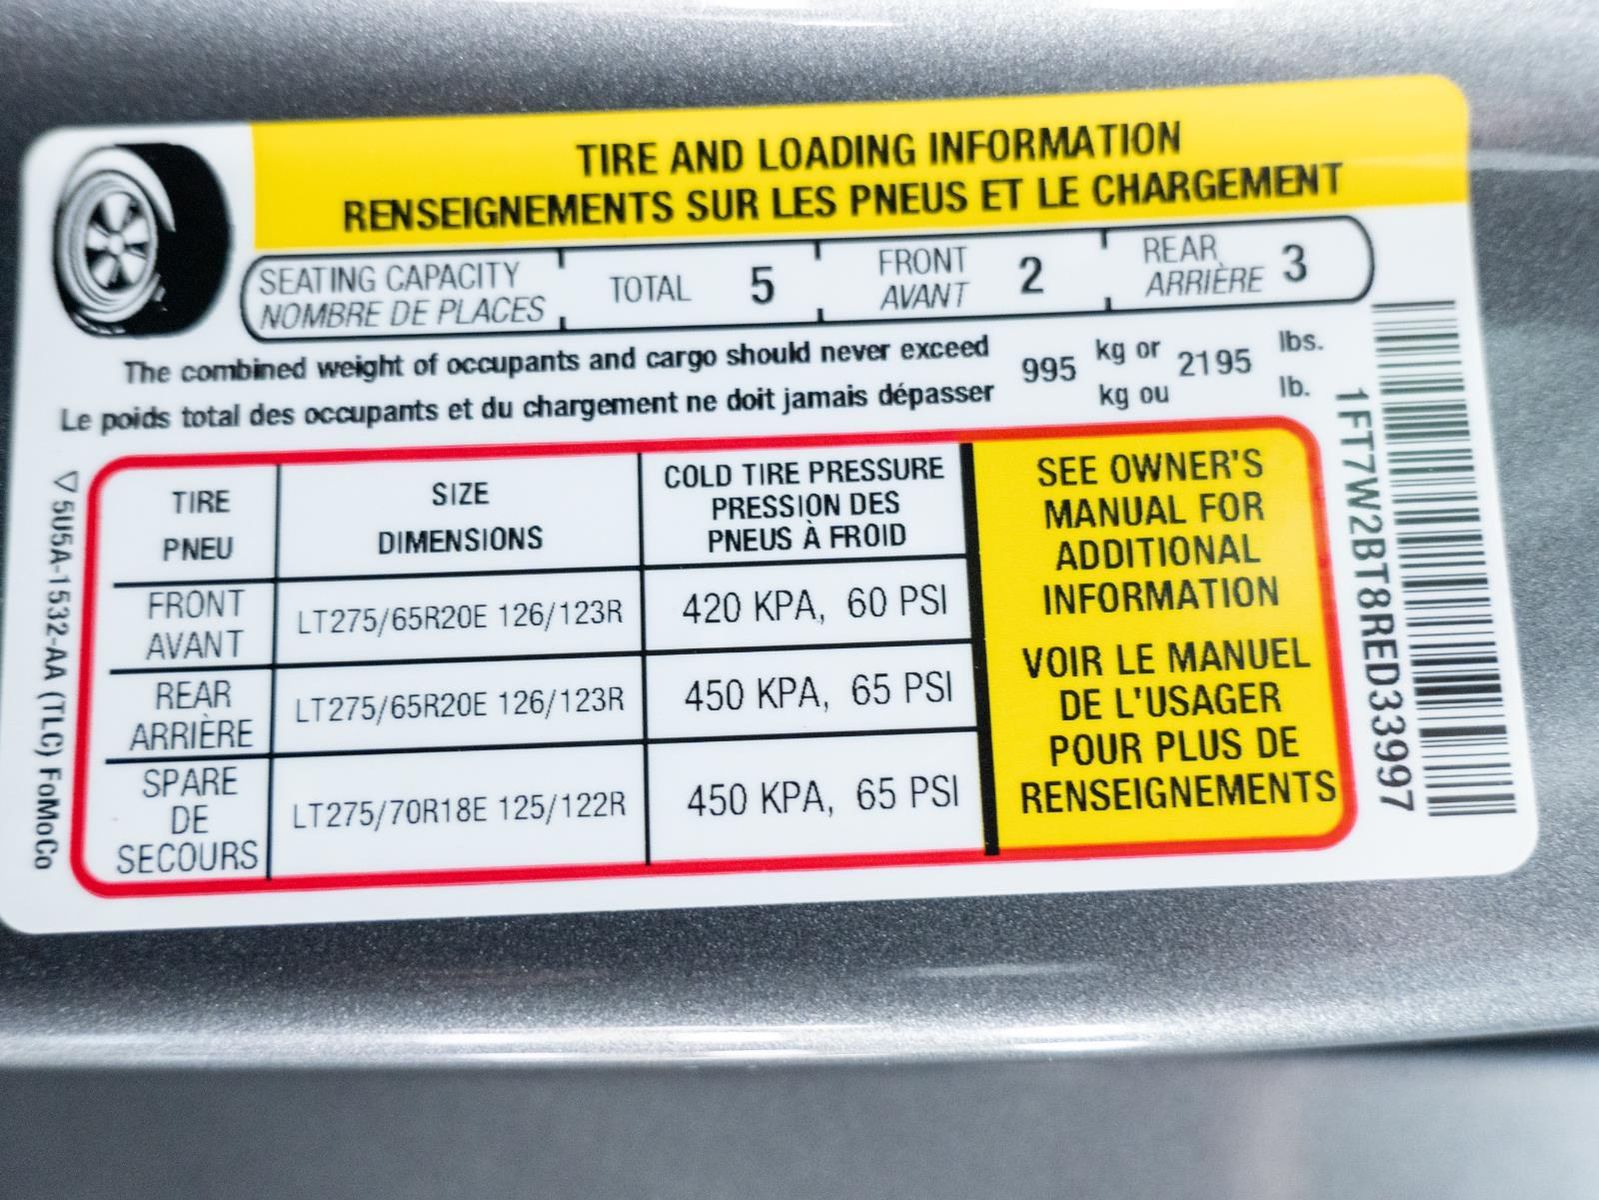 TIRE AND LOADING INFORMATION
RENSEIGNEMENTS SUR LES PNEUS ET LE CHARGEMENT
SEATING CAPACITY
NOMBRE DE PLACES
TOTAL 5
FRONT
AVANT
2
REAR
ARRIÈRE
3
The combined weight of occupants and cargo should never exceed
Le poids total des occupants et du chargement ne doit jamais dépasser
995
kg or
kg ou
2195
lbs.
lb.
TIRE
PNEU
SIZE
DIMENSIONS
COLD TIRE PRESSURE
PRESSION DES
PNEUS À FROID
FRONT
AVANT
LT275/65R20E 126/123R
420 KPA, 60 PSI
REAR
ARRIÈRE
LT275/65R20E 126/123R
450 KPA, 65 PSI
SPARE
DE
SECOURS
LT275/70R18E 125/122R
450 KPA, 65 PSI
SEE OWNER'S
MANUAL FOR
ADDITIONAL
INFORMATION
VOIR LE MANUEL
DE L'USAGER
POUR PLUS DE
RENSEIGNEMENTS
1FT7W2BT8RED33997
5U5A-1532-AA (TLC) FoMoCo